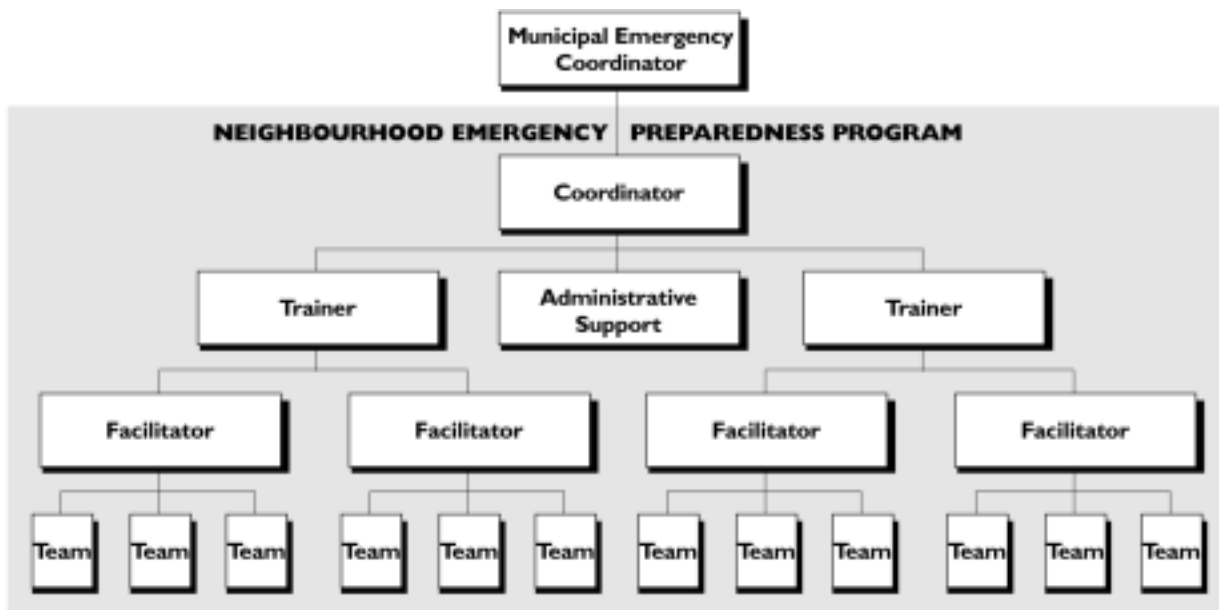 Municipal Emergency
Coordinator
NEIGHBOURHOOD EMERGENCY PREPAREDNESS PROGRAM
Coordinator
Trainer
Administrative
Support
Trainer
Facilitator
Facilitator
Facilitator
Facilitator
Team
Team
Team
Team
Team
Team
Team
Team
Team
Team
Team
Team